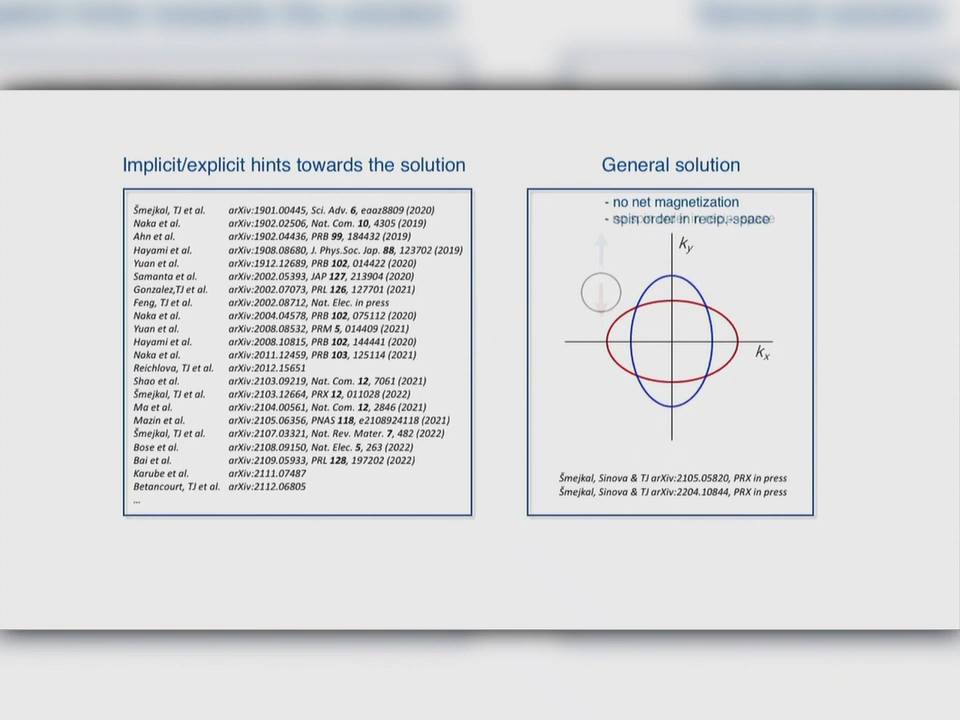 Implicit/explicit hints towards the solution
Šmejkal, TJ et al. arXiv:1901.00445, Sci. Adv. 6, eaaz8809 (2020)
Naka et al. arXiv:1902.02506, Nat. Com. 10, 4305 (2019)
Ahn et al. arXiv:1902.04436, PRB 99, 184432 (2019)
Hayami et al. arXiv:1908.08680, J. Phys.Soc. Jap. 88, 123702 (2019)
Yuan et al. arXiv:1912.12689, PRB 102, 014422 (2020)
Samanta et al. arXiv:2002.05393, JAP 127, 213904 (2020)
Gonzalez,TJ et al. arXiv:2002.07073, PRL 126, 127701 (2021)
Feng, TJ et al. arXiv:2002.08712, Nat. Elec. in press
Naka et al. arXiv:2004.04578, PRB 102, 075112 (2020)
Yuan et al. arXiv:2008.08532, PRM 5, 014409 (2021)
Hayami et al. arXiv:2008.10815, PRB 102, 144441 (2020)
Naka et al. arXiv:2011.12459, PRB 103, 125114 (2021)
Reichlova, TJ et al. arXiv:2012.15651
Shao et al. arXiv:2103.09219, Nat. Com. 12, 7061 (2021)
Šmejkal, TJ et al. arXiv:2103.12664, PRX 12, 011028 (2022)
Ma et al. arXiv:2104.00561, Nat. Com. 12, 2846 (2021)
Mazin et al. arXiv:2105.06356, PNAS 118, e2108924118 (2021)
Šmejkal, TJ et al. arXiv:2107.03321, Nat. Rev. Mater. 7, 482 (2022)
Bose et al. arXiv:2108.09150, Nat. Elec. 5, 263 (2022)
Bai et al. arXiv:2109.05933, PRL 128, 197202 (2022)
Karube et al. arXiv:2111.07487
Betancourt, TJ et al. arXiv:2112.06805
...
General solution
- no net magnetization
- spin order in recip.-space
ky
kx
Šmejkal, Sinova & TJ arXiv:2105.05820, PRX in press
Šmejkal, Sinova & TJ arXiv:2204.10844, PRX in press